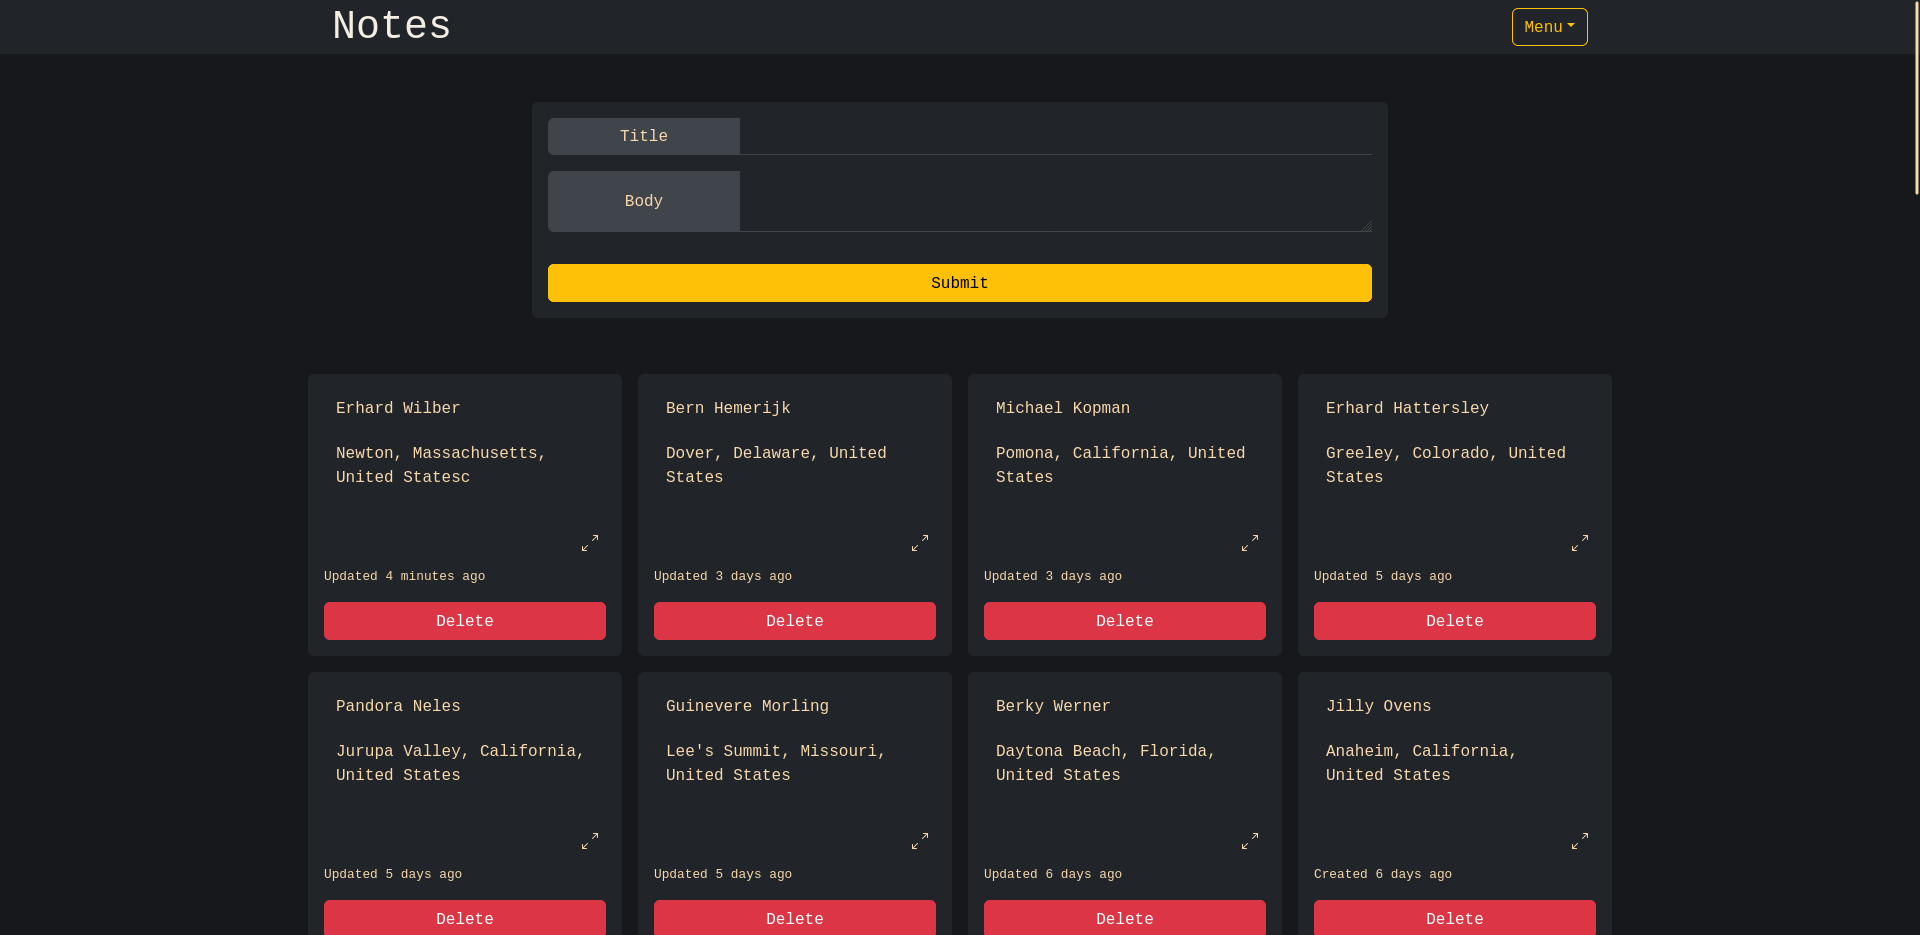 Notes
Menu
Title
Body
Submit
Erhard Wilber
Newton, Massachusetts,
United Statesc
Updated 4 minutes ago
Delete
Bern Hemerijk
Dover, Delaware, United
States
Updated 3 days ago
Delete
Michael Kopman
Pomona, California, United
States
Updated 3 days ago
Delete
Erhard Hattersley
Greeley, Colorado, United
States
Updated 5 days ago
Delete
Pandora Neles
Jurupa Valley, California,
United States
Updated 5 days ago
Delete
Guinevere Morling
Lee's Summit, Missouri,
United States
Updated 5 days ago
Delete
Berky Werner
Daytona Beach, Florida,
United States
Updated 6 days ago
Delete
Jilly Ovens
Anaheim, California,
United States
Created 6 days ago
Delete